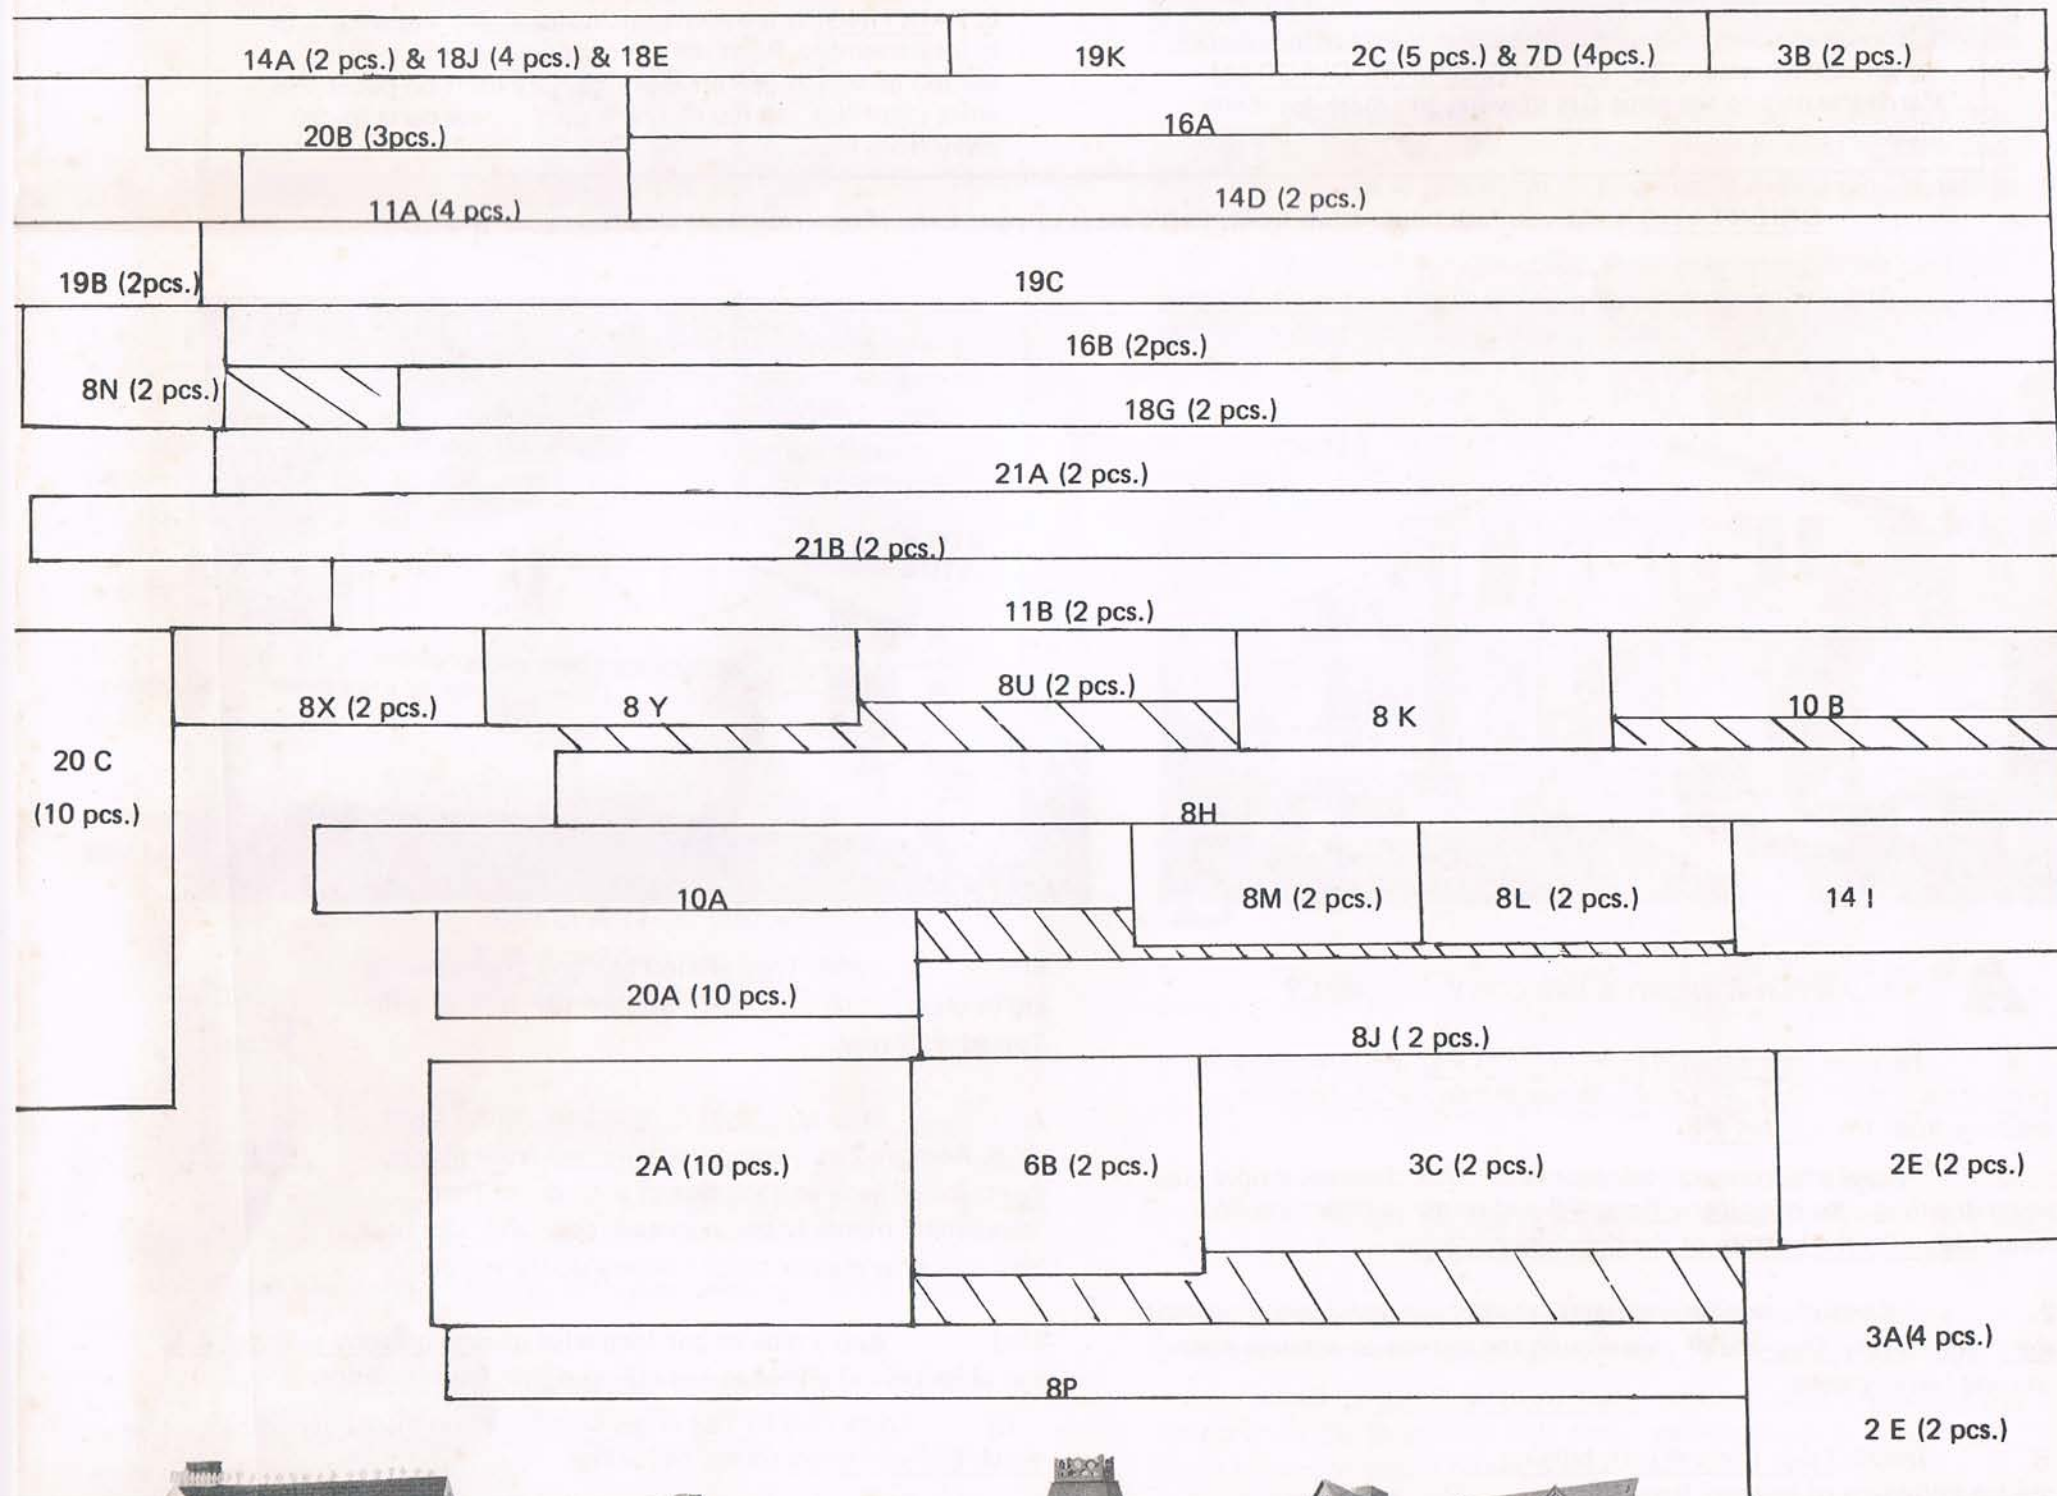 14A (2 pcs.) & 18J (4 pcs.) & 18E
19K
2C (5 pcs.) & 7D (4pcs.)
3B (2 pcs.)
20B (3pcs.)
16A
11A (4 pcs.)
14D (2 pcs.)
19B (2pcs.)
19C
16B (2pcs.)
8N (2 pcs.)
18G (2 pcs.)
21A (2 pcs.)
21B (2 pcs.)
11B (2 pcs.)
8X (2 pcs.)
8 Y
8U (2 pcs.)
8 K
10 B
20 C
(10 pcs.)
8H
10A
8M (2 pcs.)
8L (2 pcs.)
14 I
20A (10 pcs.)
8J ( 2 pcs.)
2A (10 pcs.)
6B (2 pcs.)
3C (2 pcs.)
2E (2 pcs.)
3A(4 pcs.)
8P
2 E (2 pcs.)